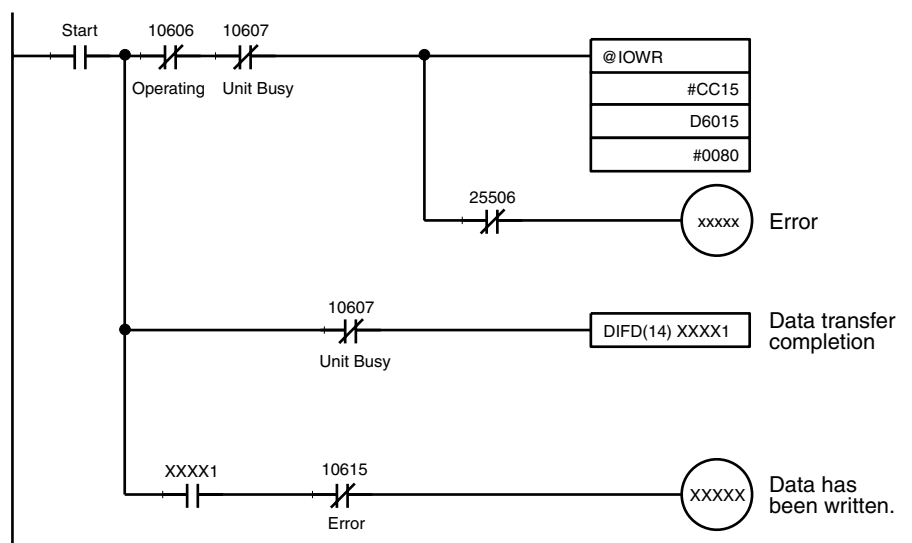 Start
10606
10607
Operating
Unit Busy
@IOWR
#CC15
D6015
#0080
25506
xxxxx
Error
10607
Unit Busy
DIFD(14) XXXX1
Data transfer
completion
XXXX1
10615
Error
XXXXX
Data has
been written.